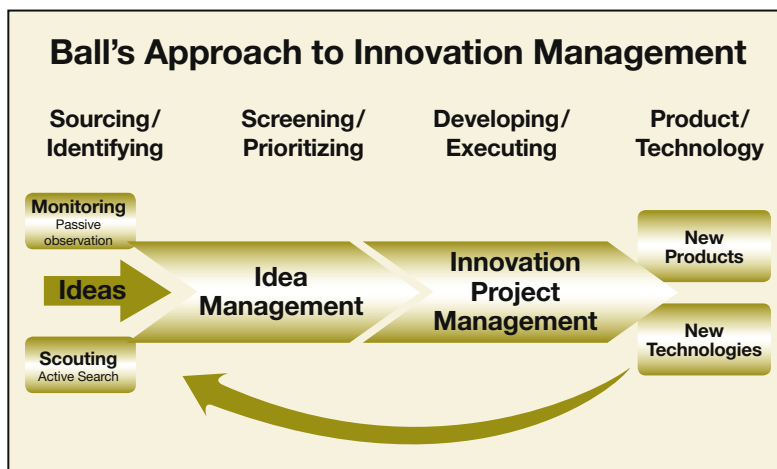 Ball’s Approach to Innovation Management
Sourcing/
Identifying
Screening/
Prioritizing
Developing/
Executing
Product/
Technology
Monitoring
Passive
observation
Ideas
Scouting
Active Search
Idea
Management
Innovation
Project
Management
New
Products
New
Technologies